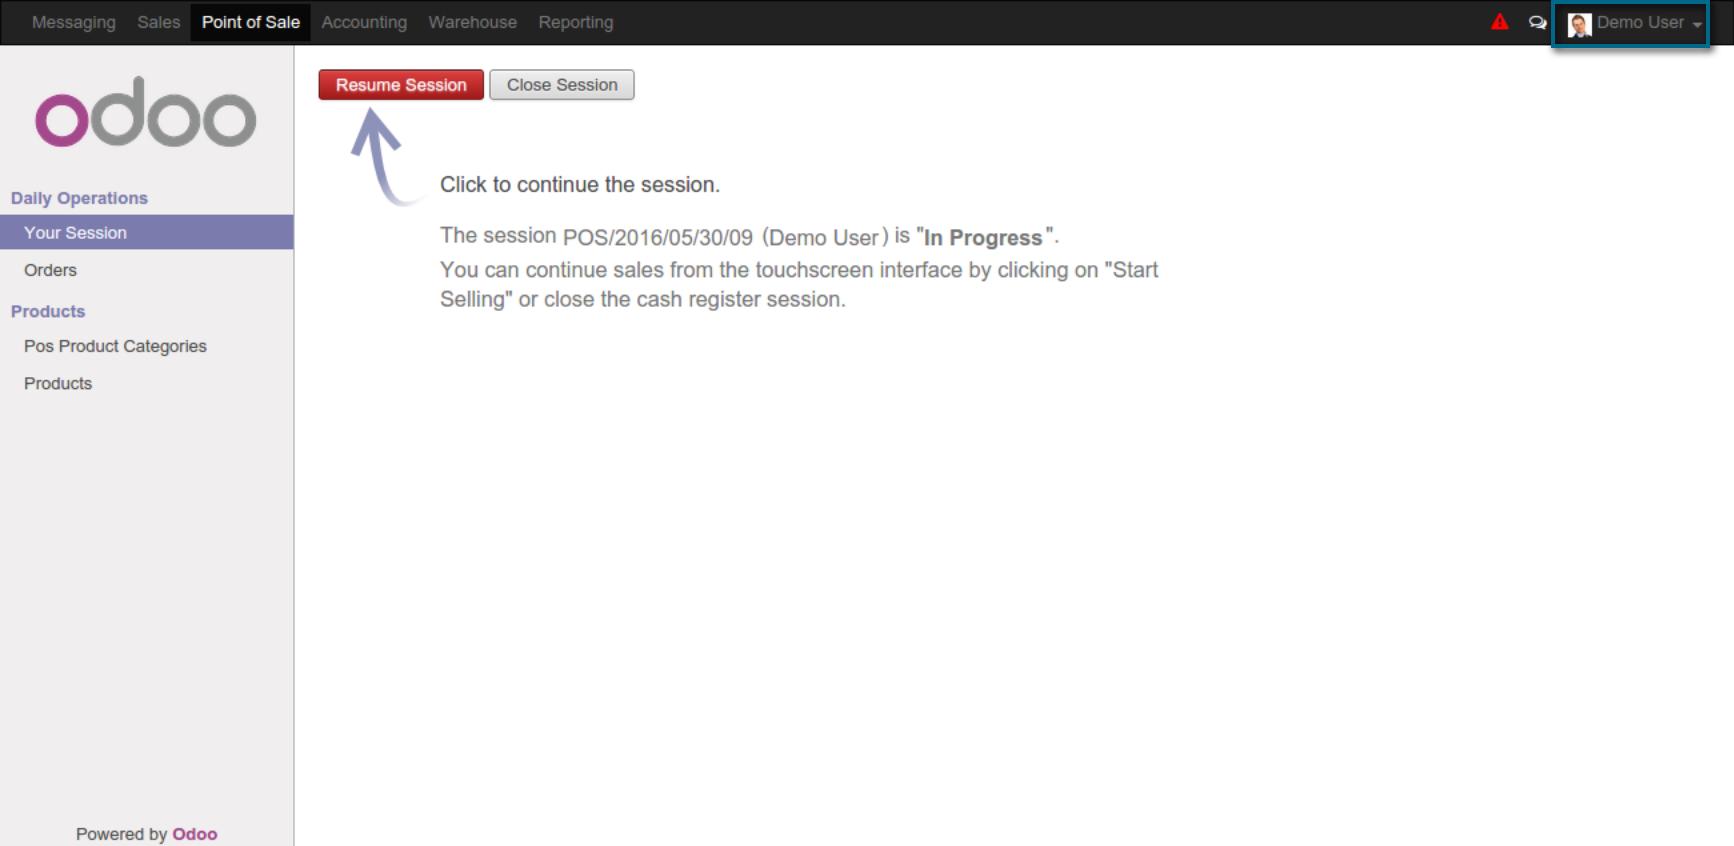 Messaging Sales Point of Sale Accounting Warehouse Reporting Demo User
odoo
Resume Session Close Session
Click to continue the session.
Daily Operations
Your Session
The session POS/2016/05/30/09 (Demo User) is "In Progress".
You can continue sales from the touchscreen interface by clicking on "Start
Selling" or close the cash register session.
Orders
Products
Pos Product Categories
Products
Powered by Odoo